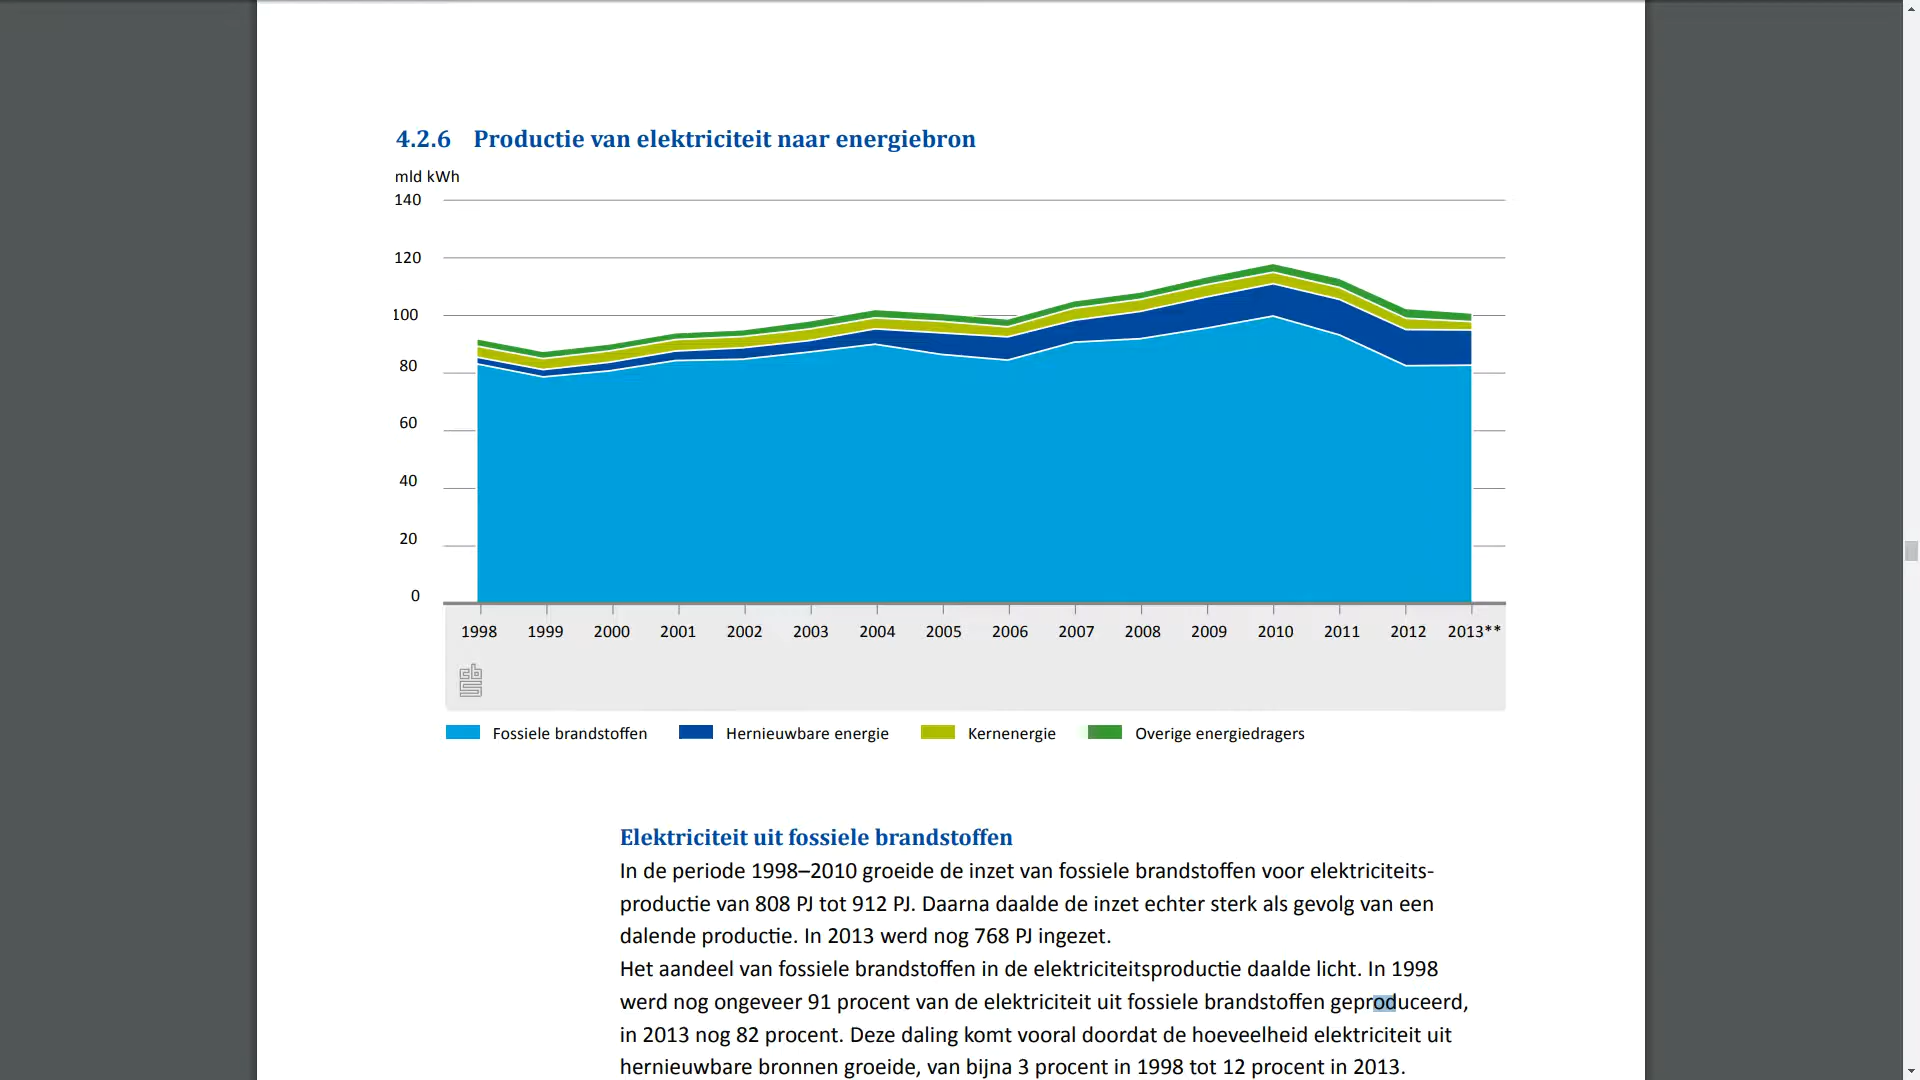 4.2.6 Productie van elektriciteit naar energiebron
mld kWh
140
120
100
80
60
40
20
0
1998 1999 2000 2001 2002 2003 2004 2005 2006 2007 2008 2009 2010 2011 2012 2013**
cbs
Fossiele brandstoffen Hernieuwbare energie Kernenergie Overige energiedragers
Elektriciteit uit fossiele brandstoffen
In de periode 1998–2010 groeide de inzet van fossiele brandstoffen voor elektriciteits-
productie van 808 PJ tot 912 PJ. Daarna daalde de inzet echter sterk als gevolg van een
dalende productie. In 2013 werd nog 768 PJ ingezet.
Het aandeel van fossiele brandstoffen in de elektriciteitsproductie daalde licht. In 1998
werd nog ongeveer 91 procent van de elektriciteit uit fossiele brandstoffen geproduceerd,
in 2013 nog 82 procent. Deze daling komt vooral doordat de hoeveelheid elektriciteit uit
hernieuwbare bronnen groeide, van bijna 3 procent in 1998 tot 12 procent in 2013.